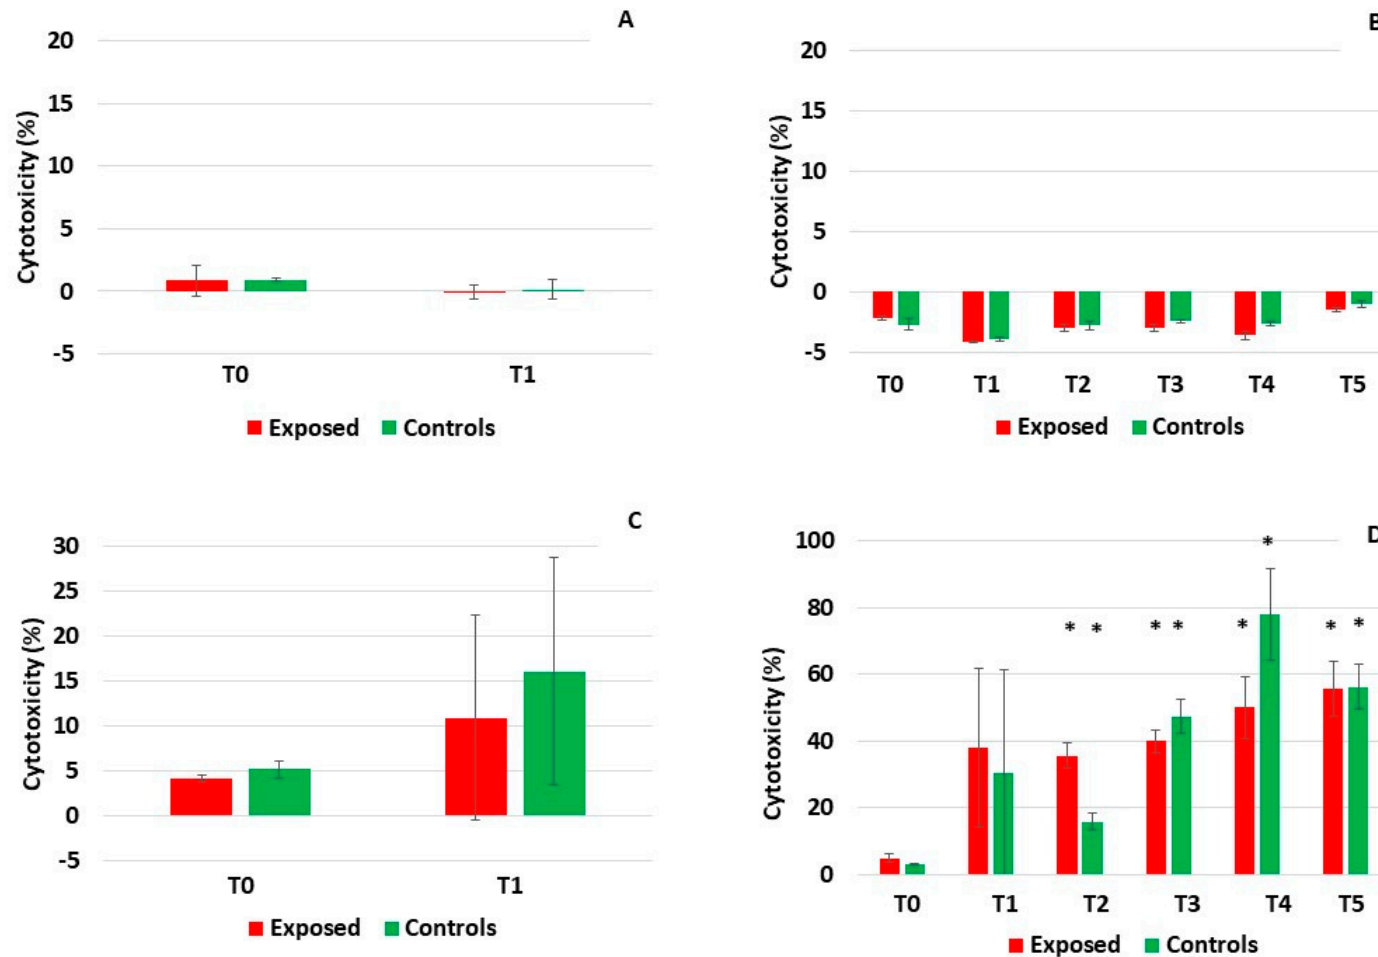 A
Cytotoxicity (%)
20
15
10
5
0
-5
T0 T1
Exposed Controls
B
Cytotoxicity (%)
20
15
10
5
0
-5
T0 T1 T2 T3 T4 T5
Exposed Controls
C
Cytotoxicity (%)
30
25
20
15
10
5
0
-5
T0 T1
Exposed Controls
D
Cytotoxicity (%)
100
80
60
40
20
0
*
* * * * * * *
T0 T1 T2 T3 T4 T5
Exposed Controls